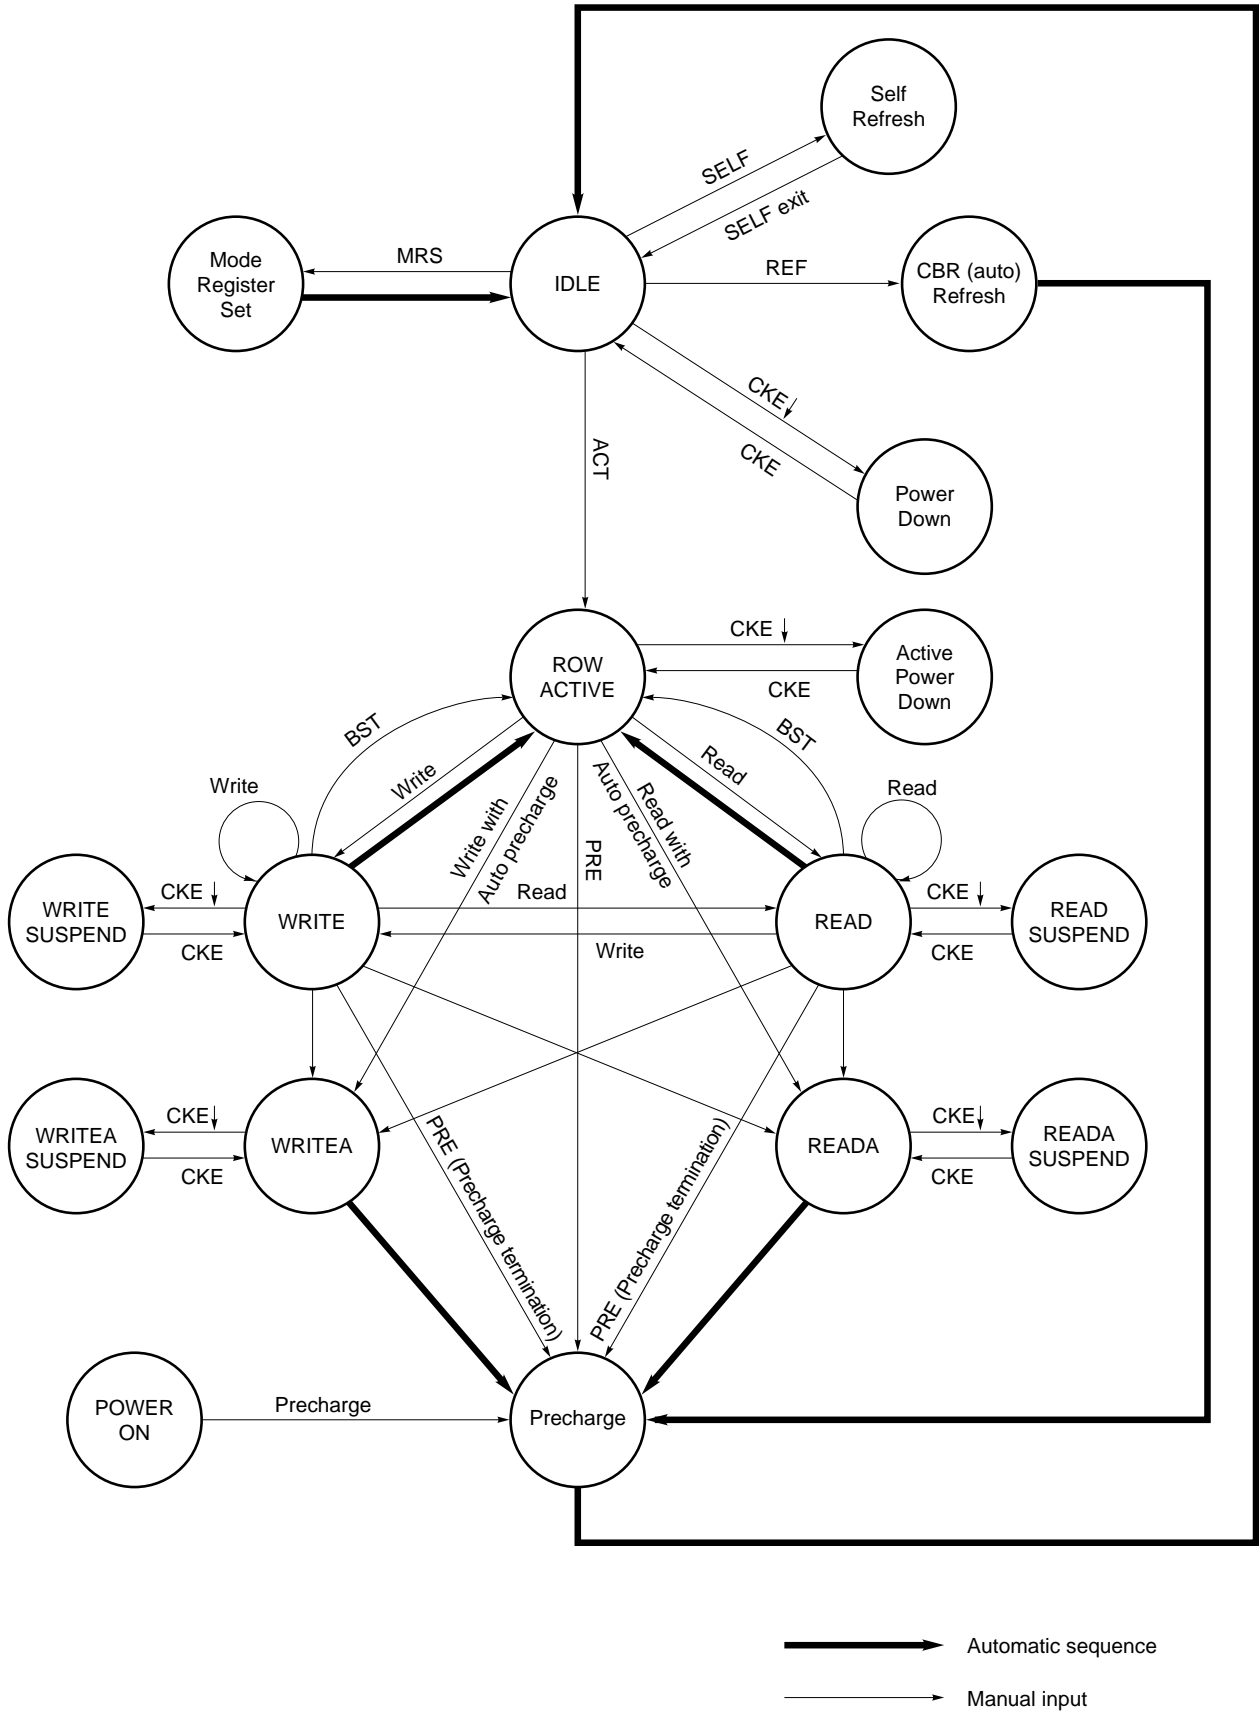 Self
Refresh
SELF
SELF exit
Mode
Register
Set
MRS
IDLE
REF
CBR (auto)
Refresh
CKE↓
CKE
ACT
Power
Down
ROW
ACTIVE
CKE ↓
CKE
Active
Power
Down
BST
BST
Write
Write
Write with
Auto precharge
PRE
Auto precharge
Read with
Read
Read
WRITE
SUSPEND
CKE ↓
CKE
WRITE
Read
Write
READ
CKE ↓
CKE
READ
SUSPEND
WRITEA
SUSPEND
CKE↓
CKE
WRITEA
PRE (Precharge termination)
PRE (Precharge termination)
READA
CKE↓
CKE
READA
SUSPEND
POWER
ON
Precharge
Precharge
Automatic sequence
Manual input